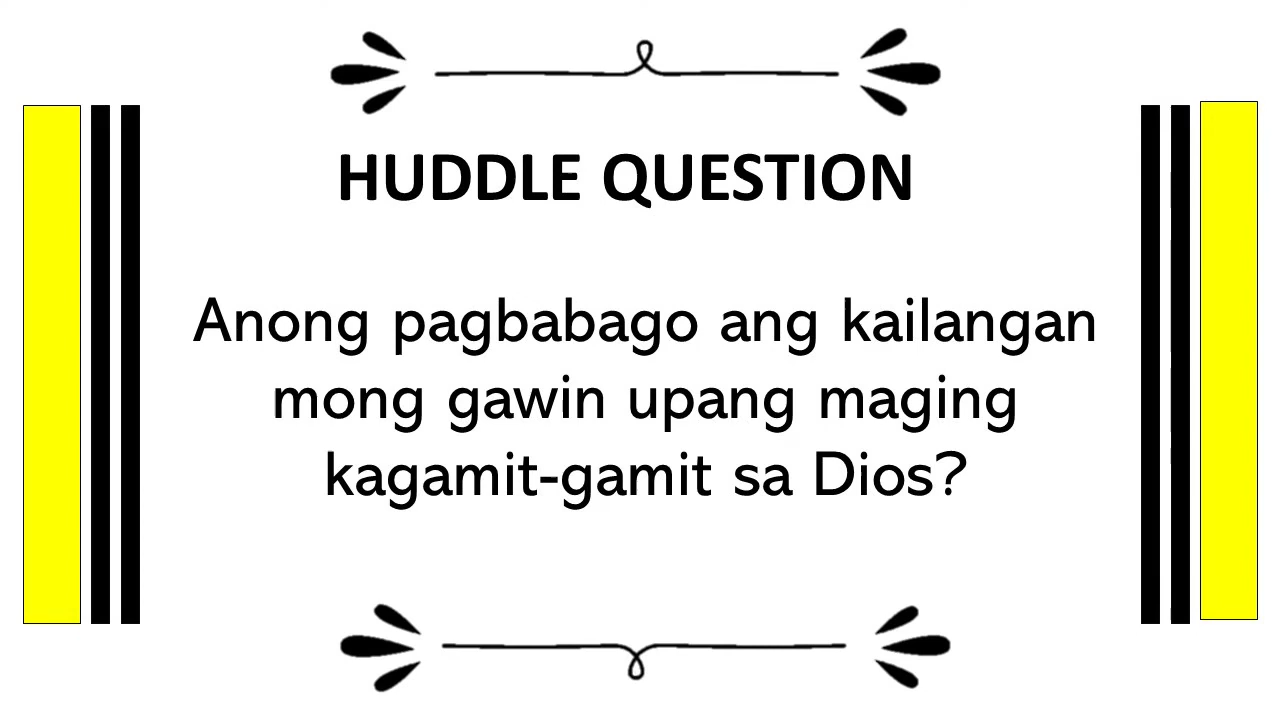 HUDDLE QUESTION
Anong pagbabago ang kailangan
mong gawin upang maging
kagamit-gamit sa Dios?